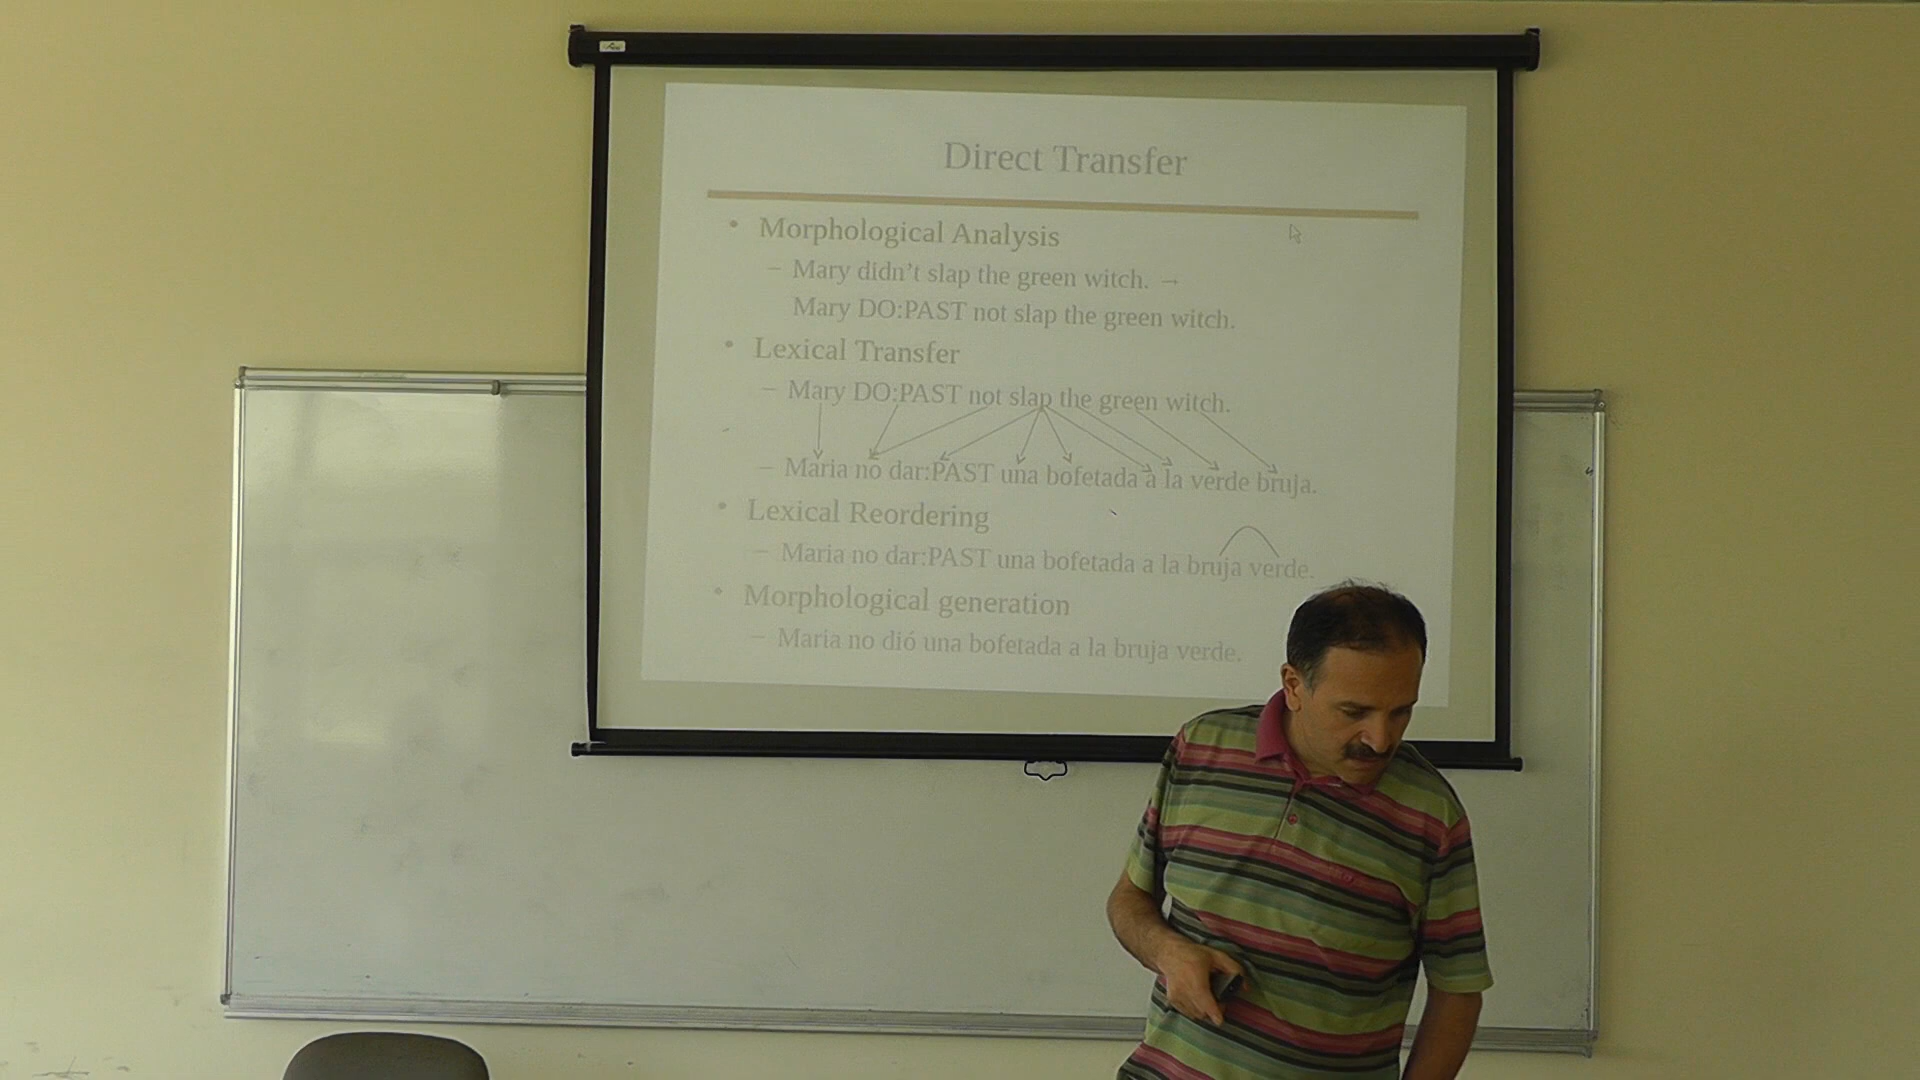 Direct Transfer
• Morphological Analysis
– Mary didn’t slap the green witch. →
Mary DO:PAST not slap the green witch.
• Lexical Transfer
– Mary DO:PAST not slap the green witch.
– Maria no dar:PAST una bofetada a la verde bruja.
• Lexical Reordering
– Maria no dar:PAST una bofetada a la bruja verde.
• Morphological generation
– Maria no dió una bofetada a la bruja verde.